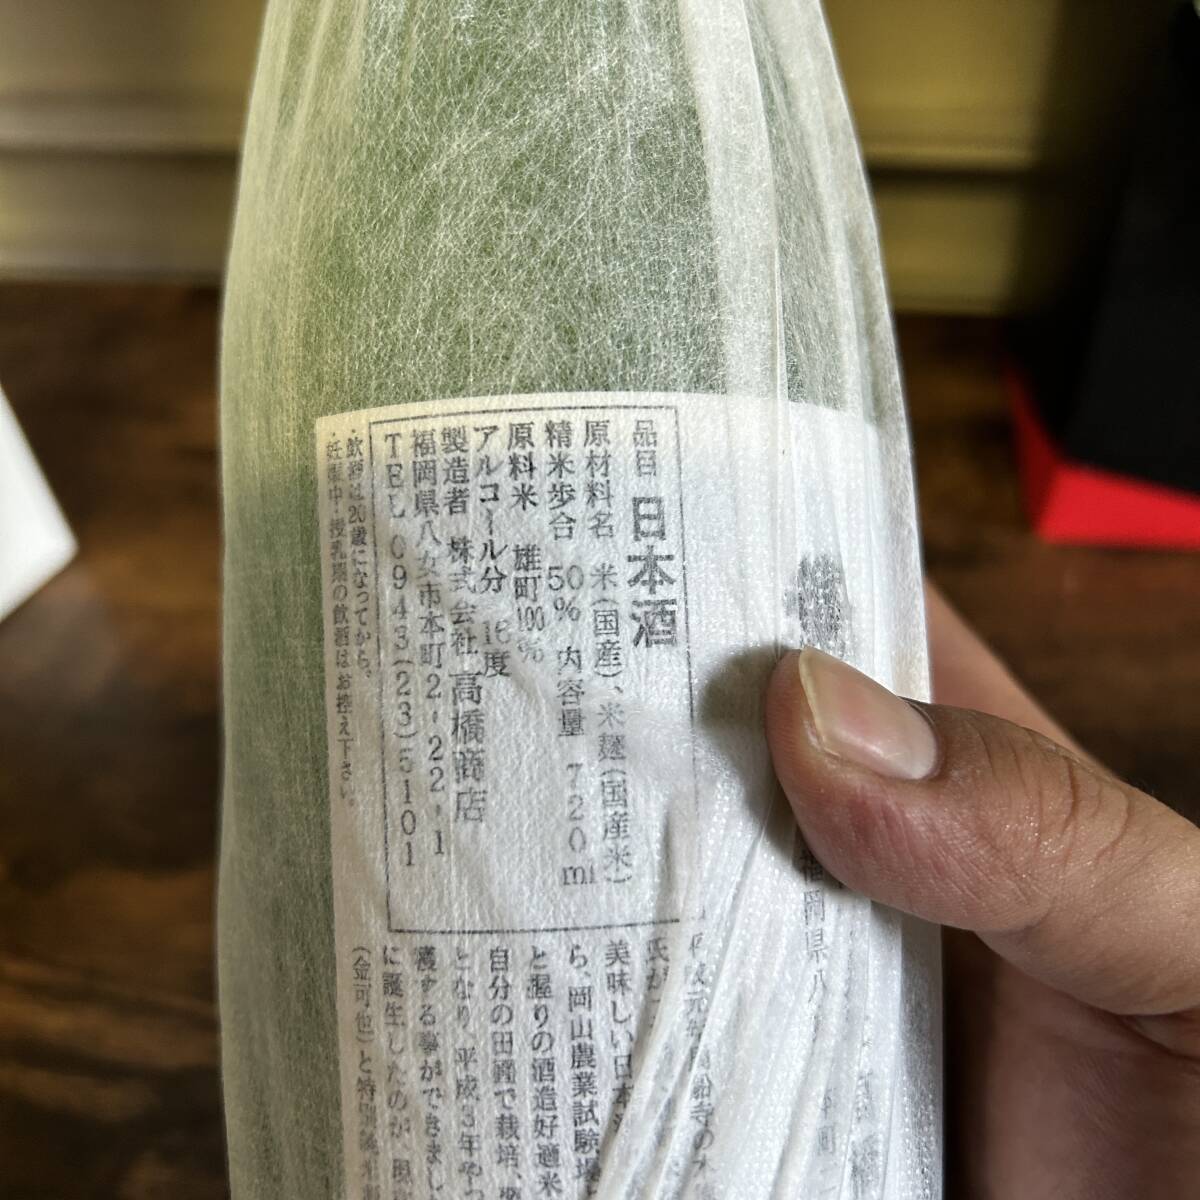 品目 日本酒
原材料名 米(国産)、米麹(国産米)
精米歩合 50% 内容量 720ml
原料米 雄町100%
アルコール分 16度
製造者 株式会社 高橋商店
福岡県八女市本町2-22-1
TEL 0943(23)5101
・飲酒は20歳になってから。
・妊娠中・授乳期の飲酒はお控え下さい。
福岡県八
美味しい日本
ら、岡山農業試験場
と握りの酒造好適米
自分の田圃で栽培、
となり、平成3年や
穫する事ができまし
に誕生したのが
(金可也)と特別